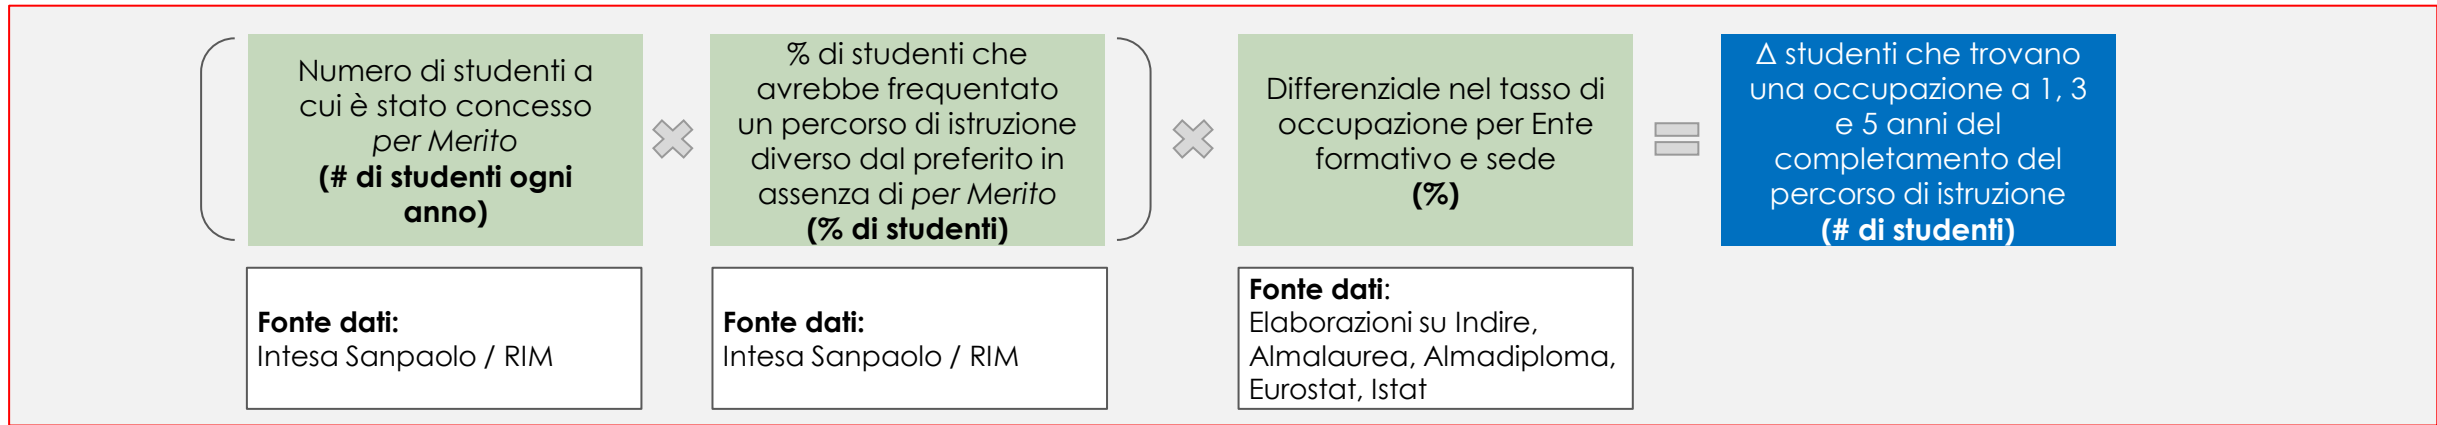 Numero di studenti a
cui è stato concesso
per Merito
(# di studenti ogni
anno)
% di studenti che
avrebbe frequentato
un percorso di istruzione
diverso dal preferito in
assenza di per Merito
(% di studenti)
Differenziale nel tasso di
occupazione per Ente
formativo e sede
(%)
Δ studenti che trovano
una occupazione a 1, 3
e 5 anni del
completamento del
percorso di istruzione
(# di studenti)
Fonte dati:
Intesa Sanpaolo / RIM
Fonte dati:
Intesa Sanpaolo / RIM
Fonte dati:
Elaborazioni su Indire,
Almalaurea, Almadiploma,
Eurostat, Istat